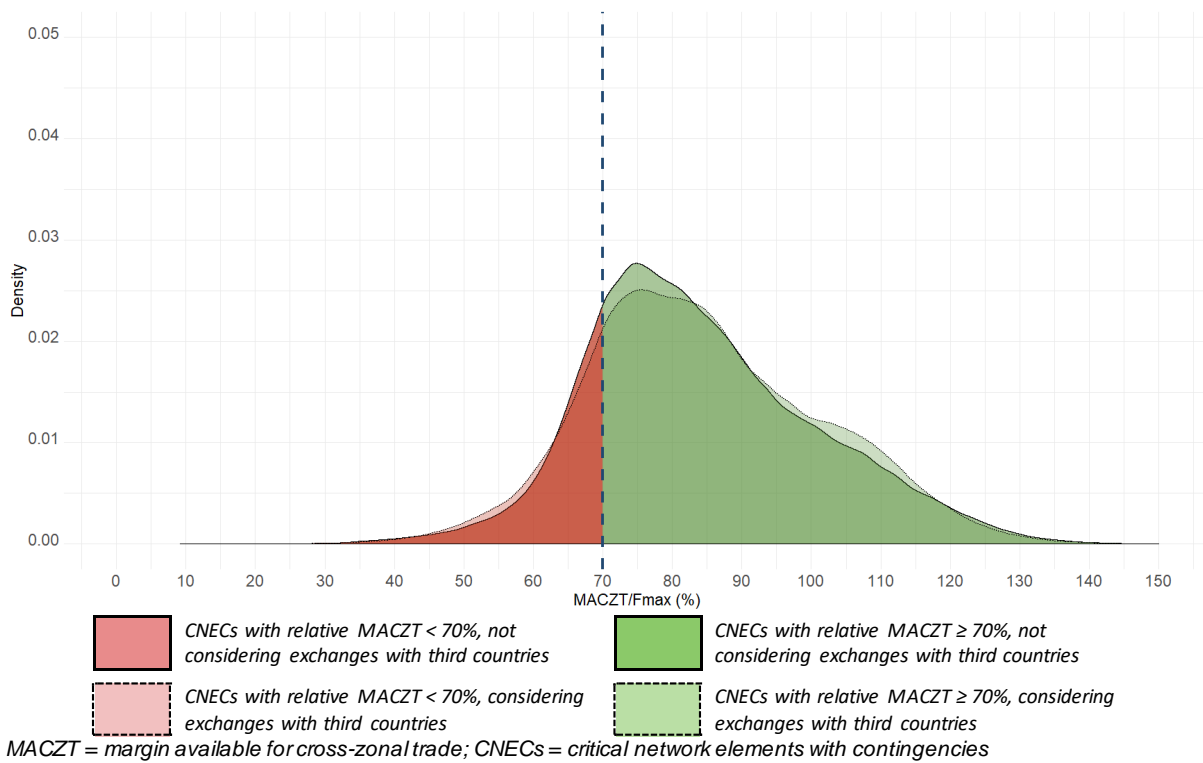 0.05
0.04
0.03
0.02
0.01
0.00
Density
0 10 20 30 40 50 60 70 80 90 100 110 120 130 140 150
MACZT/Fmax (%)
CNECs with relative MACZT < 70%, not
considering exchanges with third countries
CNECs with relative MACZT ≥ 70%, not
considering exchanges with third countries
CNECs with relative MACZT < 70%, considering
exchanges with third countries
CNECs with relative MACZT ≥ 70%, considering
exchanges with third countries
MACZT = margin available for cross-zonal trade; CNECs = critical network elements with contingencies